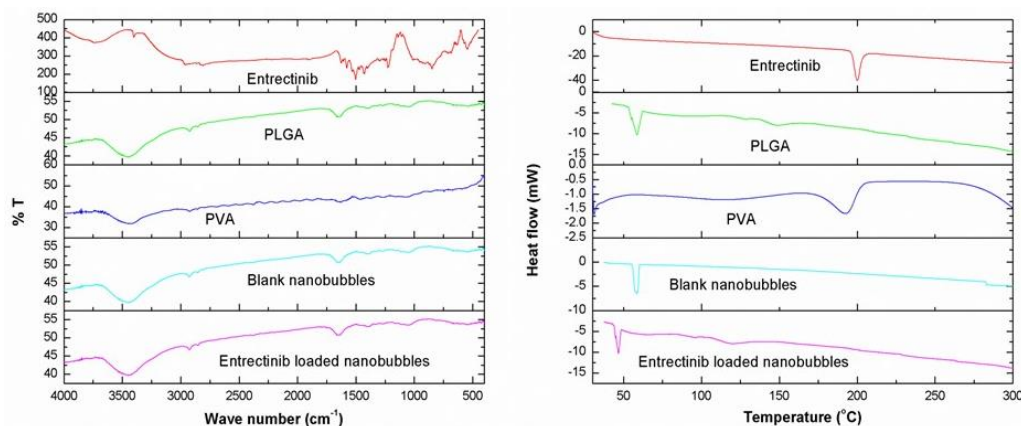 % T
500
400
300
200
100
Entrectinib
55
50
45
40
PLGA
60
50
40
30
PVA
55
50
45
40
Blank nanobubbles
55
50
45
40
Entrectinib loaded nanobubbles
4000 3500 3000 2500 2000 1500 1000 500
Wave number (cm⁻¹)
Heat flow (mW)
0
-20
-40
Entrectinib
-5
-10
-15
PLGA
0.0
-0.5
-1.0
-1.5
-2.0
-2.5
PVA
0
-5
-10
Blank nanobubbles
-5
-10
-15
Entrectinib loaded nanobubbles
50 100 150 200 250 300
Temperature (°C)